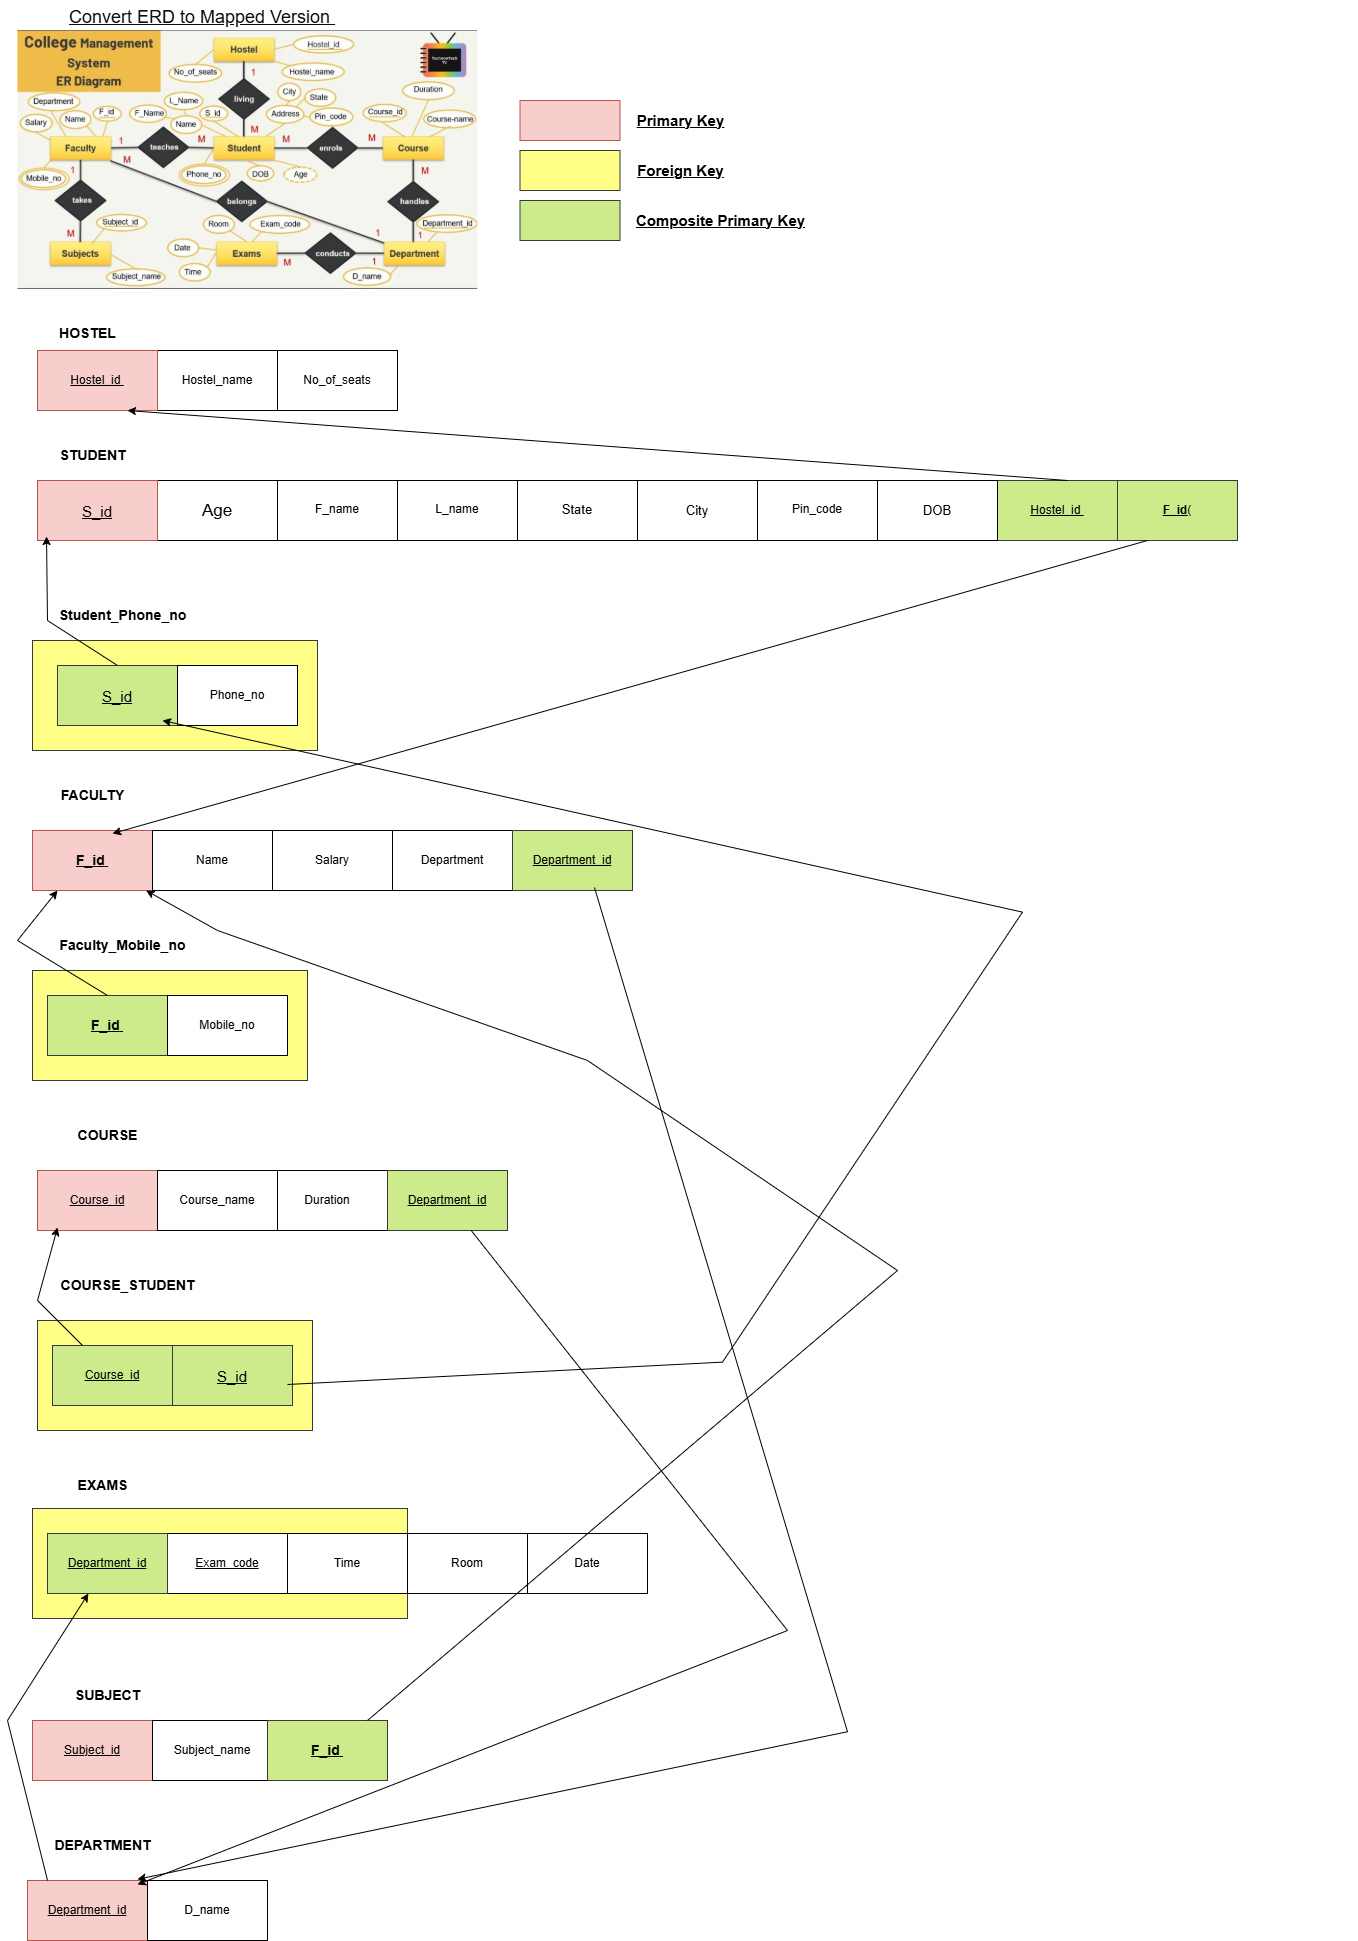 Convert ERD to Mapped Version
College Management
System
ER Diagram
Hostel
Hostel_id
No_of_seats
Hostel_name
1
living
M
Department
Salary
Name
F_id
F_Name
L_Name
Name
S_id
City
State
Address
Pin_code
Duration
Course_id
Course-name
Faculty
1
teaches
M
Student
M
enrols
M
Course
Mobile_no
1
M
Phone_no
DOB
Age
M
takes
belongs
handles
Subject_id
Room
Exam_code
Department_id
M
1
1
Subjects
Date
Exams
M
conducts
1
Department
Time
Subject_name
D_name
Primary Key
Foreign Key
Composite Primary Key
HOSTEL
Hostel_id Hostel_name No_of_seats
STUDENT
S_id Age F_name L_name State City Pin_code DOB Hostel_id F_id(
Student_Phone_no
S_id Phone_no
FACULTY
F_id Name Salary Department Department_id
Faculty_Mobile_no
F_id Mobile_no
COURSE
Course_id Course_name Duration Department_id
COURSE_STUDENT
Course_id S_id
EXAMS
Department_id Exam_code Time Room Date
SUBJECT
Subject_id Subject_name F_id
DEPARTMENT
Department_id D_name